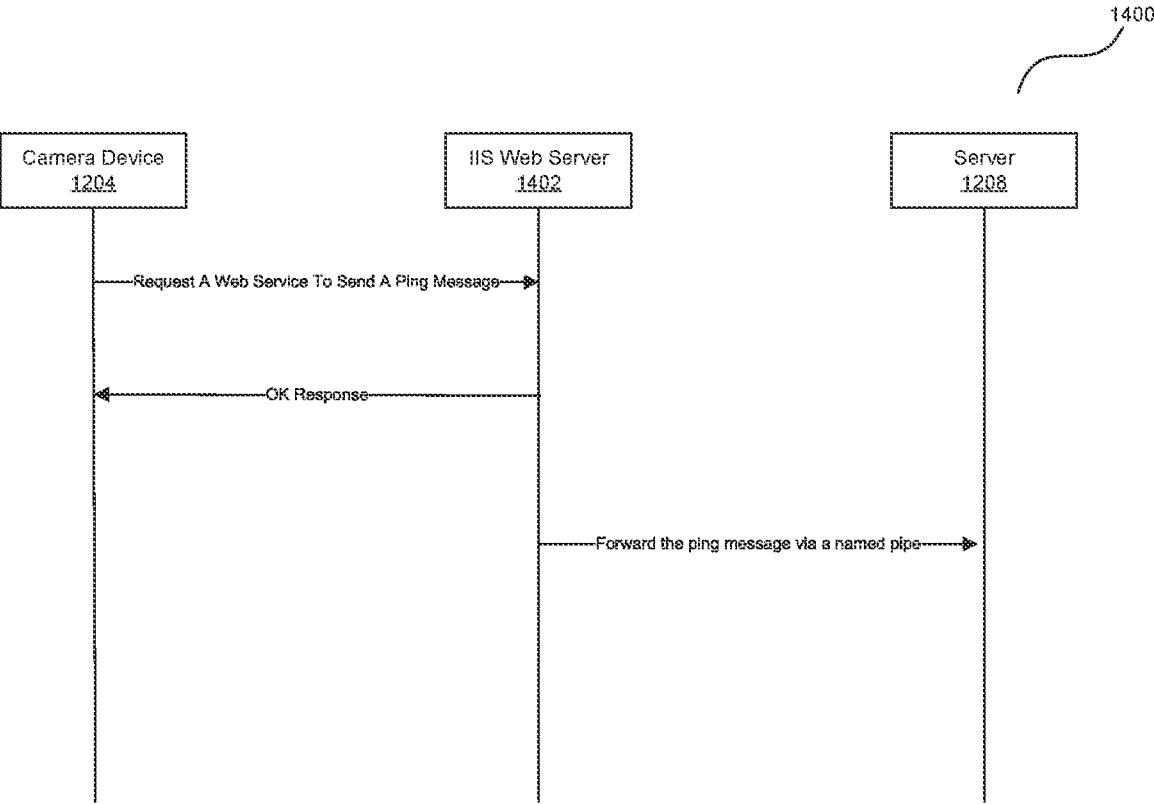 1400
Camera Device
1204
IIS Web Server
1402
Server
1208
Request A Web Service To Send A Ping Message
OK Response
Forward the ping message via a named pipe